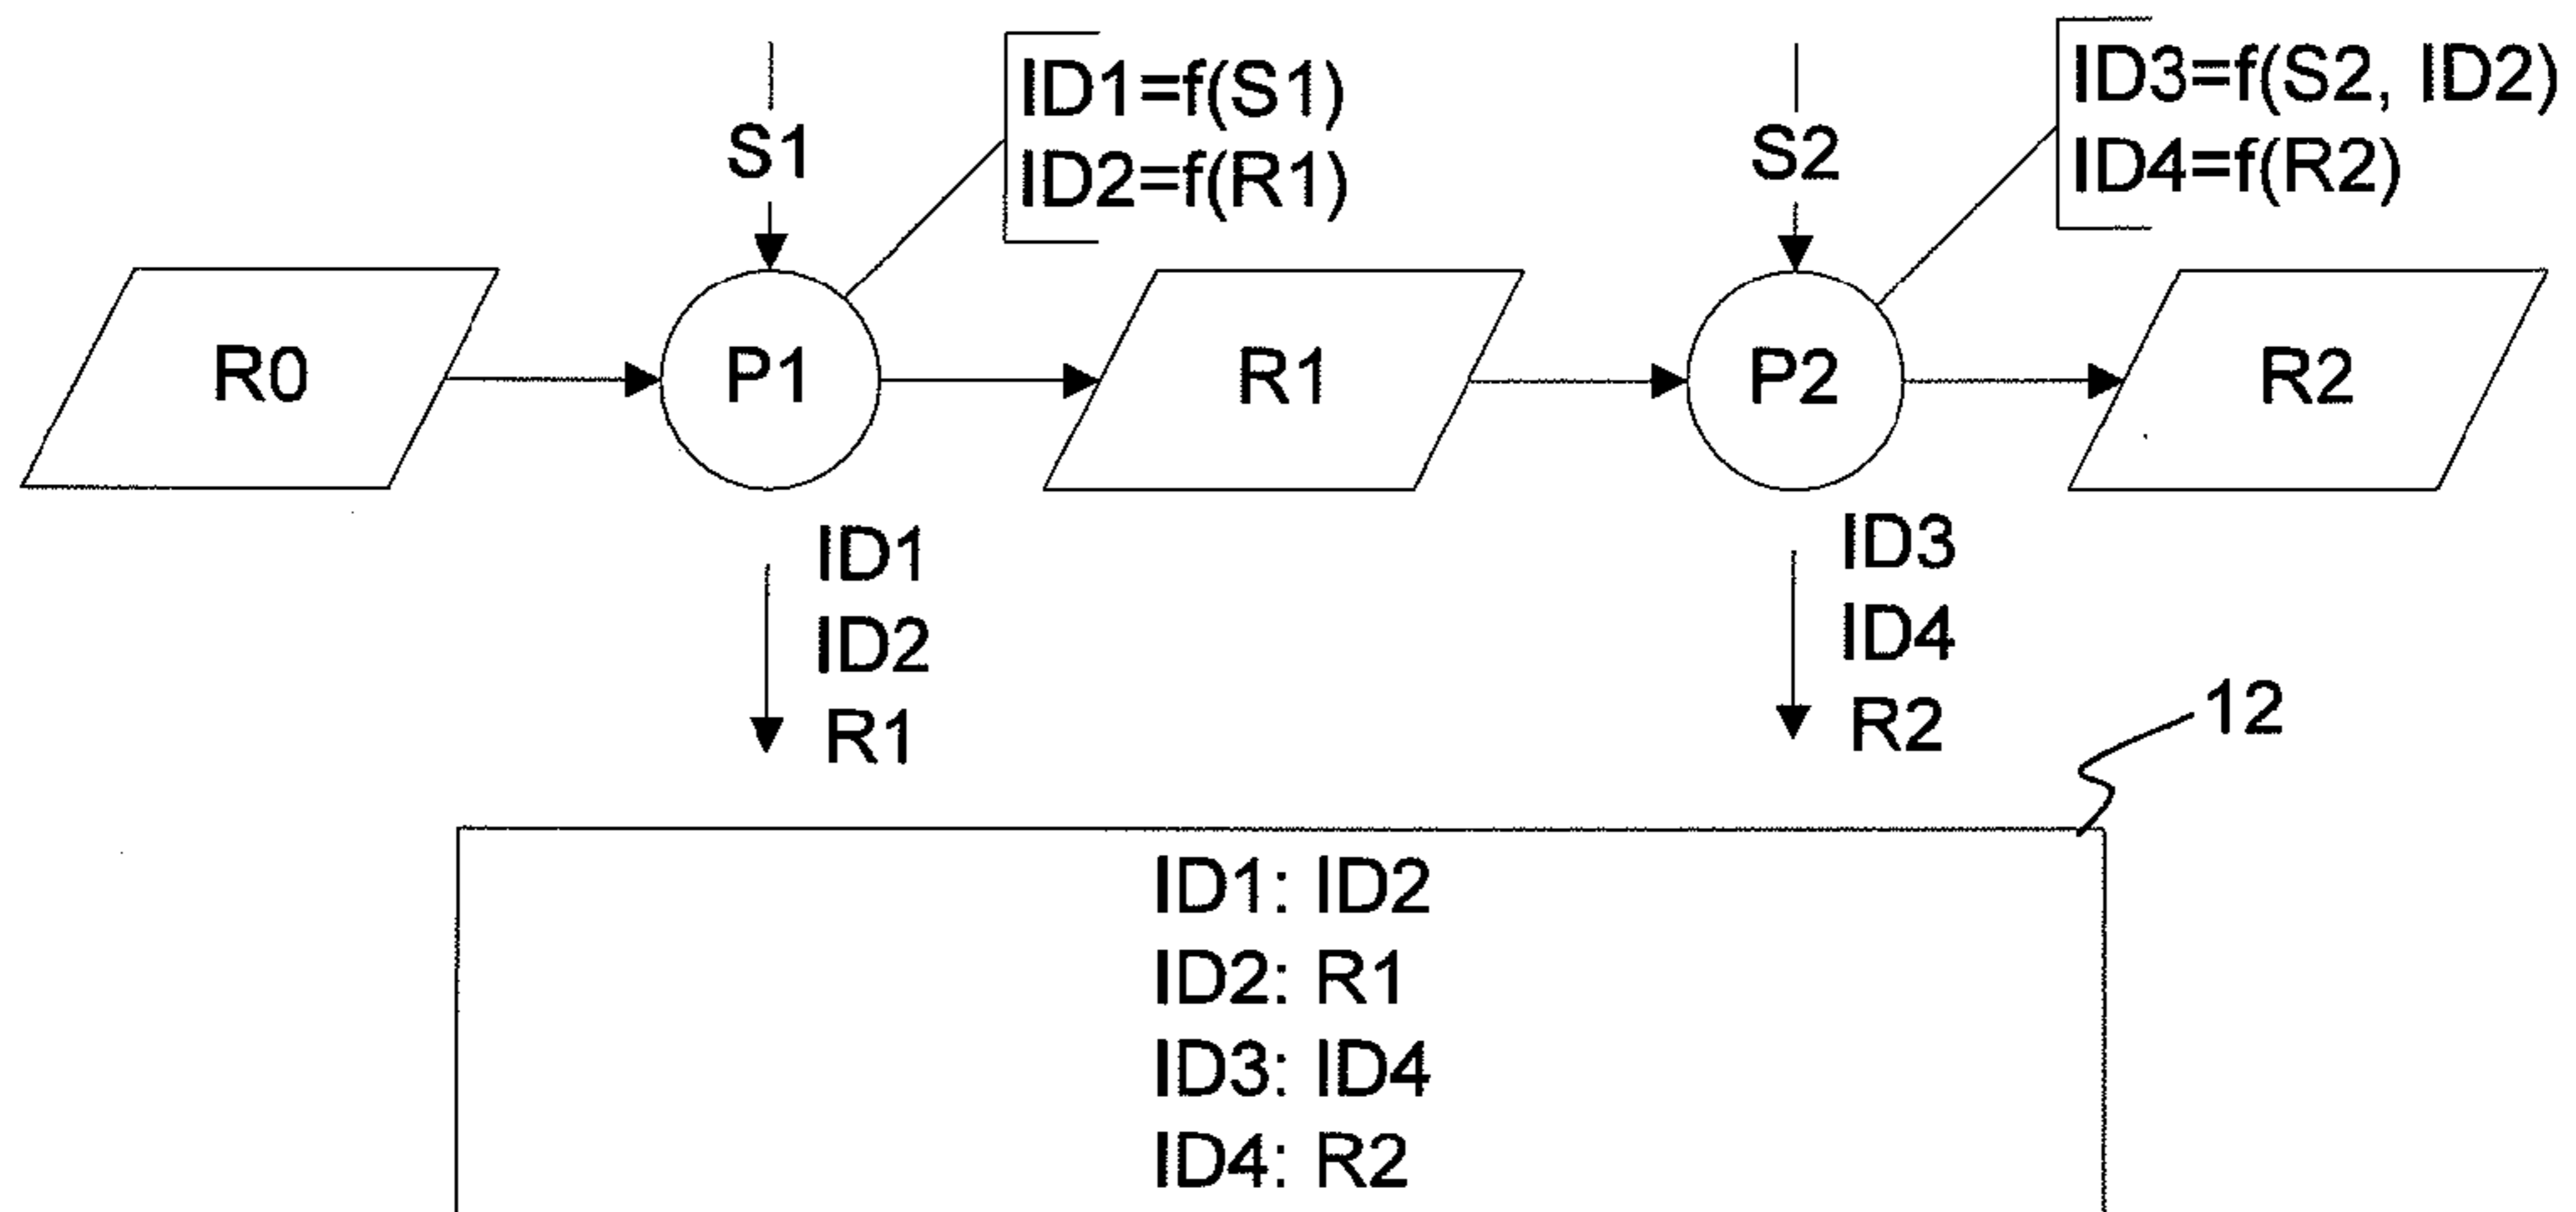 ID1=f(S1)
ID2=f(R1)
ID3=f(S2, ID2)
ID4=f(R2)
S1
S2
R0
P1
R1
P2
R2
ID1
ID2
R1
ID3
ID4
R2
12
ID1: ID2
ID2: R1
ID3: ID4
ID4: R2